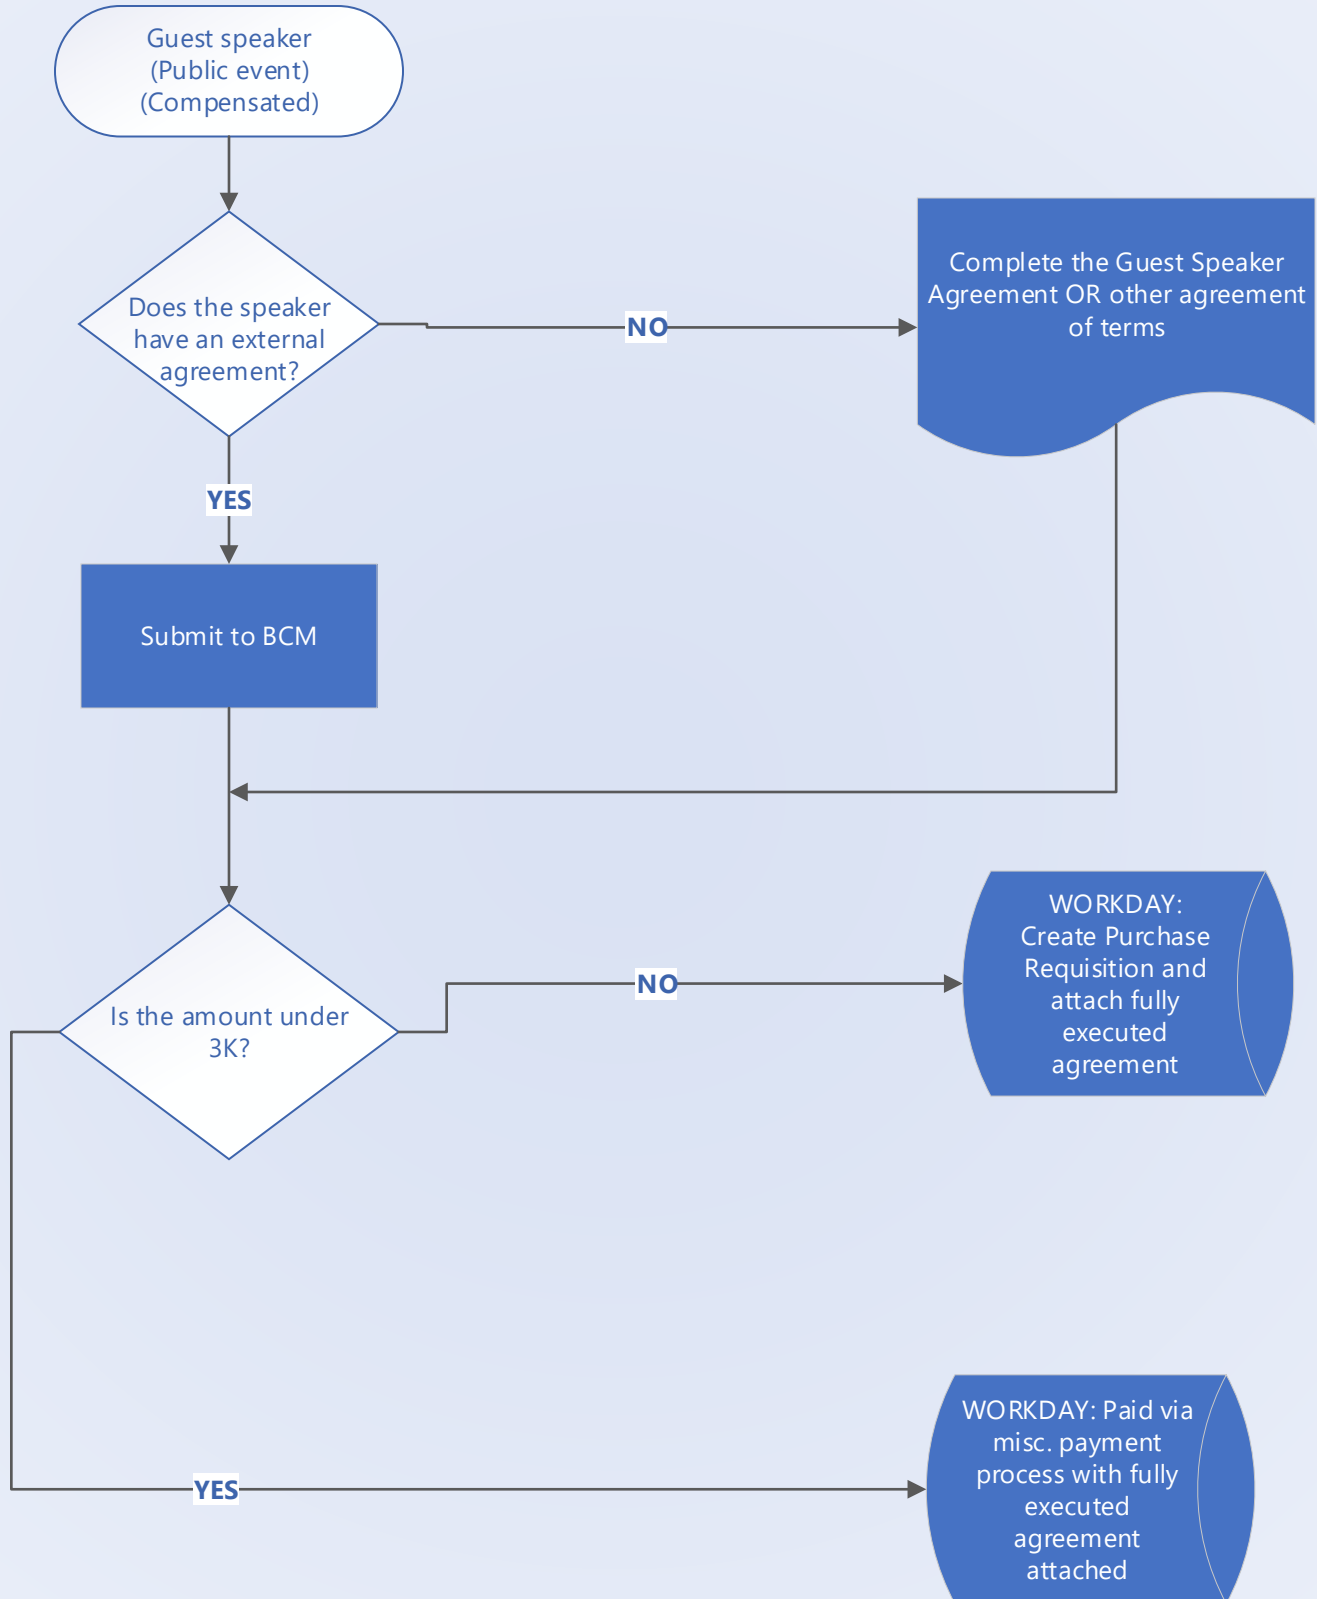 Guest speaker
(Public event)
(Compensated)
Does the speaker
have an external
agreement?
NO
Complete the Guest Speaker
Agreement OR other agreement
of terms
YES
Submit to BCM
Is the amount under
3K?
NO
WORKDAY:
Create Purchase
Requisition and
attach fully
executed
agreement
YES
WORKDAY: Paid via
misc. payment
process with fully
executed
agreement
attached